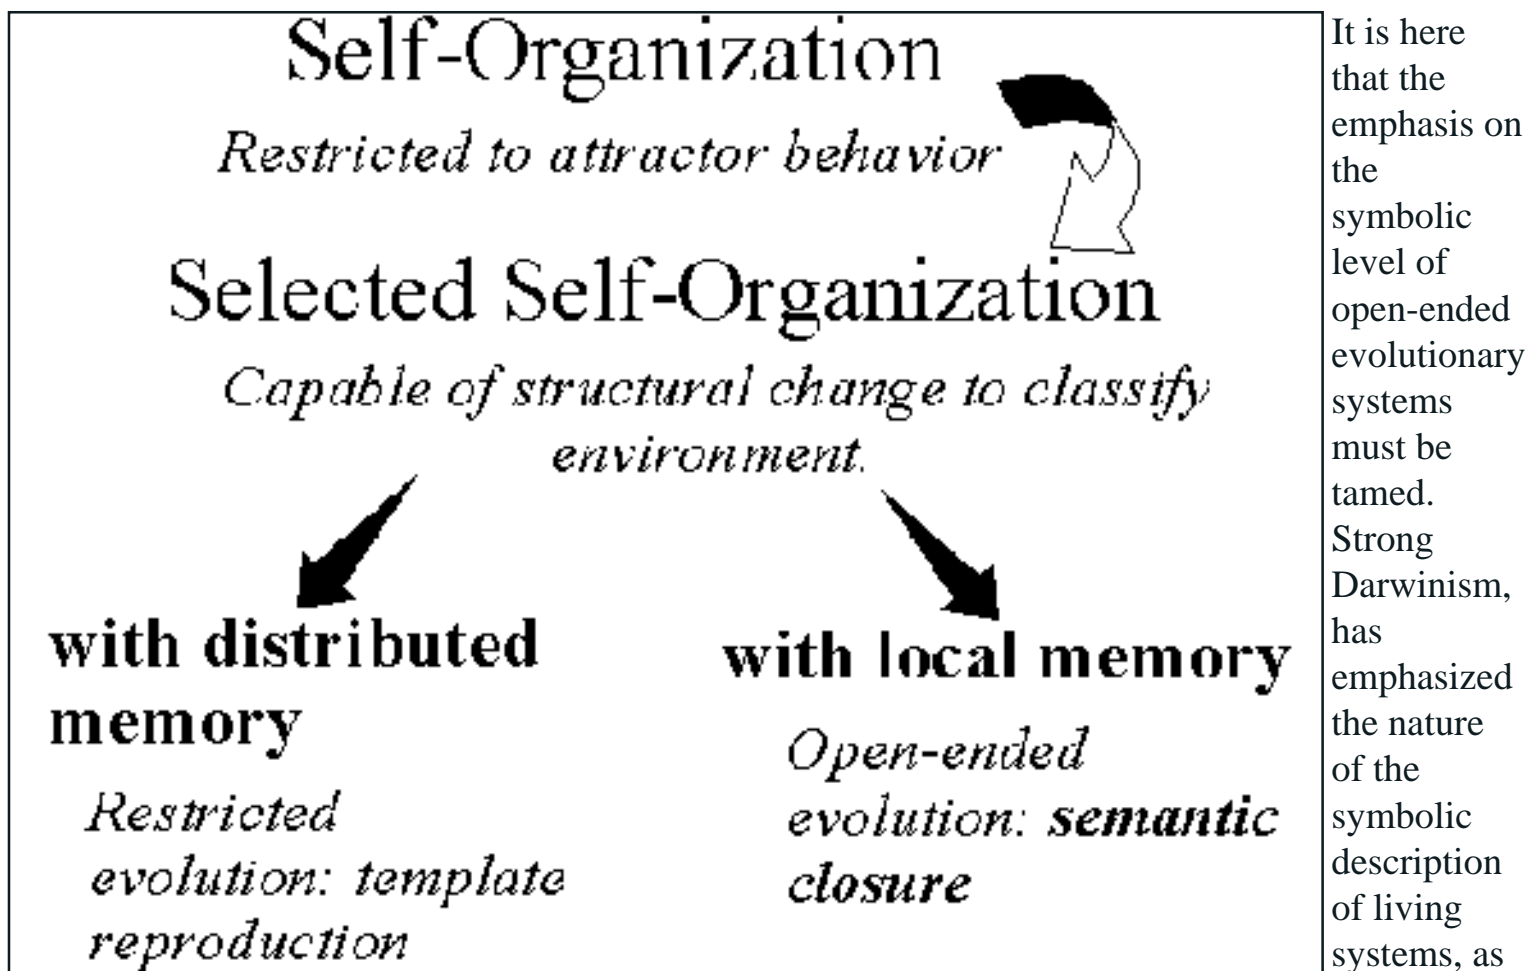 Self-Organization
Restricted to attractor behavior
Selected Self-Organization
Capable of structural change to classify
environment.
with distributed
memory
Restricted
evolution: template
reproduction
with local memory
Open-ended
evolution: semantic
closure
It is here
that the
emphasis on
the
symbolic
level of
open-ended
evolutionary
systems
must be
tamed.
Strong
Darwinism,
has
emphasized
the nature
of the
symbolic
description
of living
systems, as